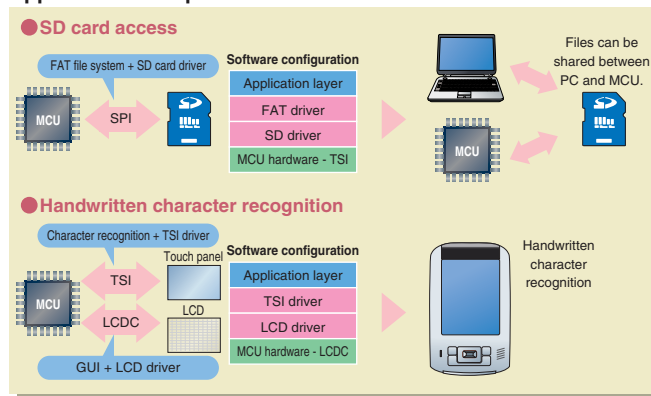 ●SD card access
FAT file system + SD card driver
MCU
SPI
SD
Software configuration
Application layer
FAT driver
SD driver
MCU hardware - TSI
MCU
Files can be
shared between
PC and MCU.
SD
●Handwritten character recognition
Character recognition + TSI driver
MCU
TSI
Touch panel
LCDC
LCD
GUI + LCD driver
Software configuration
Application layer
TSI driver
LCD driver
MCU hardware - LCDC
Handwritten
character
recognition